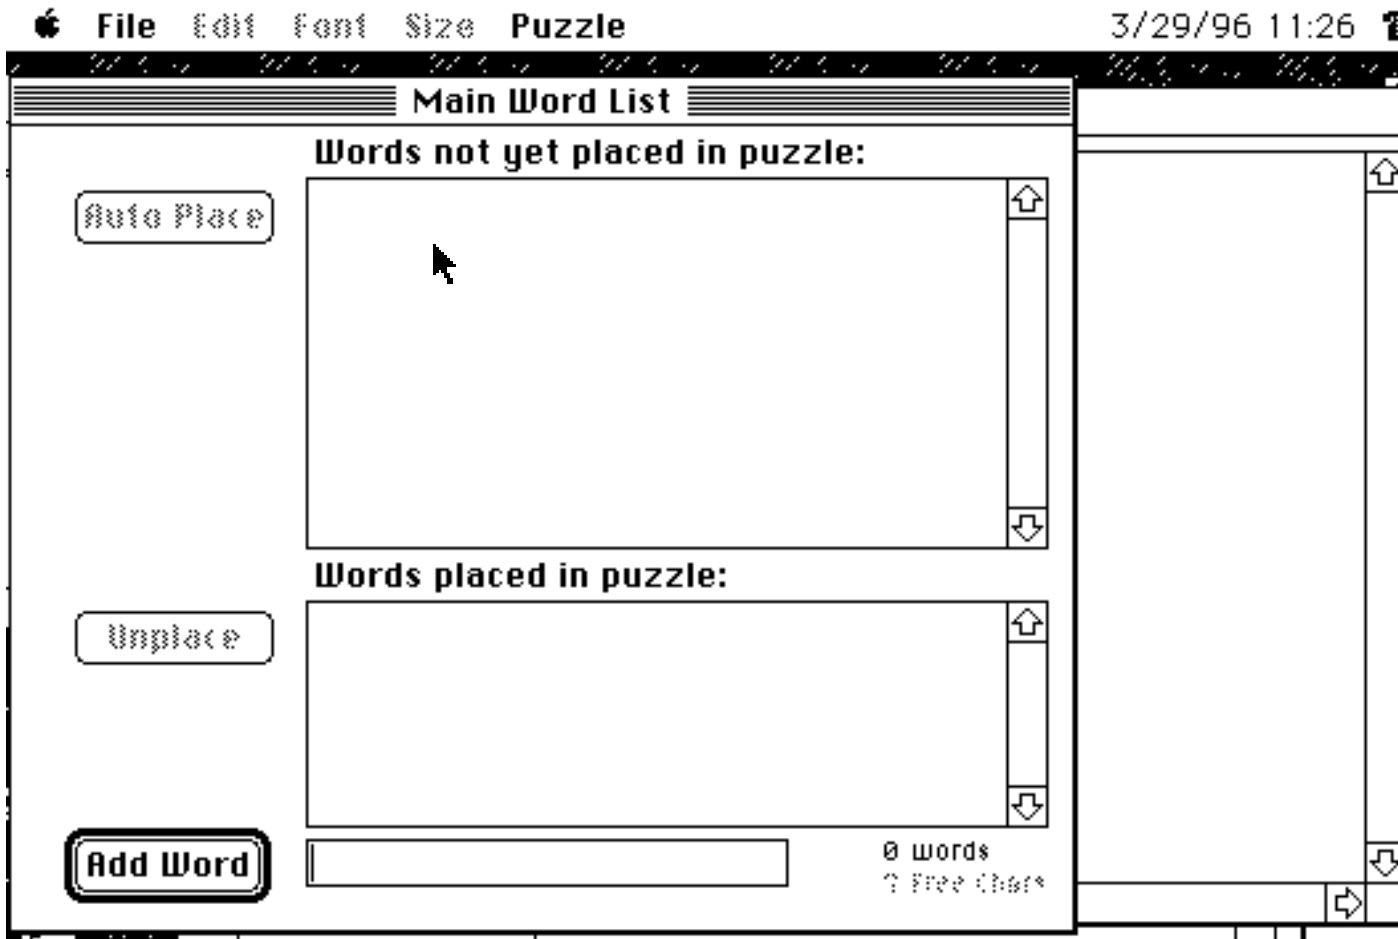 File Edit Font Size Puzzle 3/29/96 11:26
Main Word List
Words not yet placed in puzzle:
Auto Place
Words placed in puzzle:
Unplace
Add Word
0 words
? Free Chars